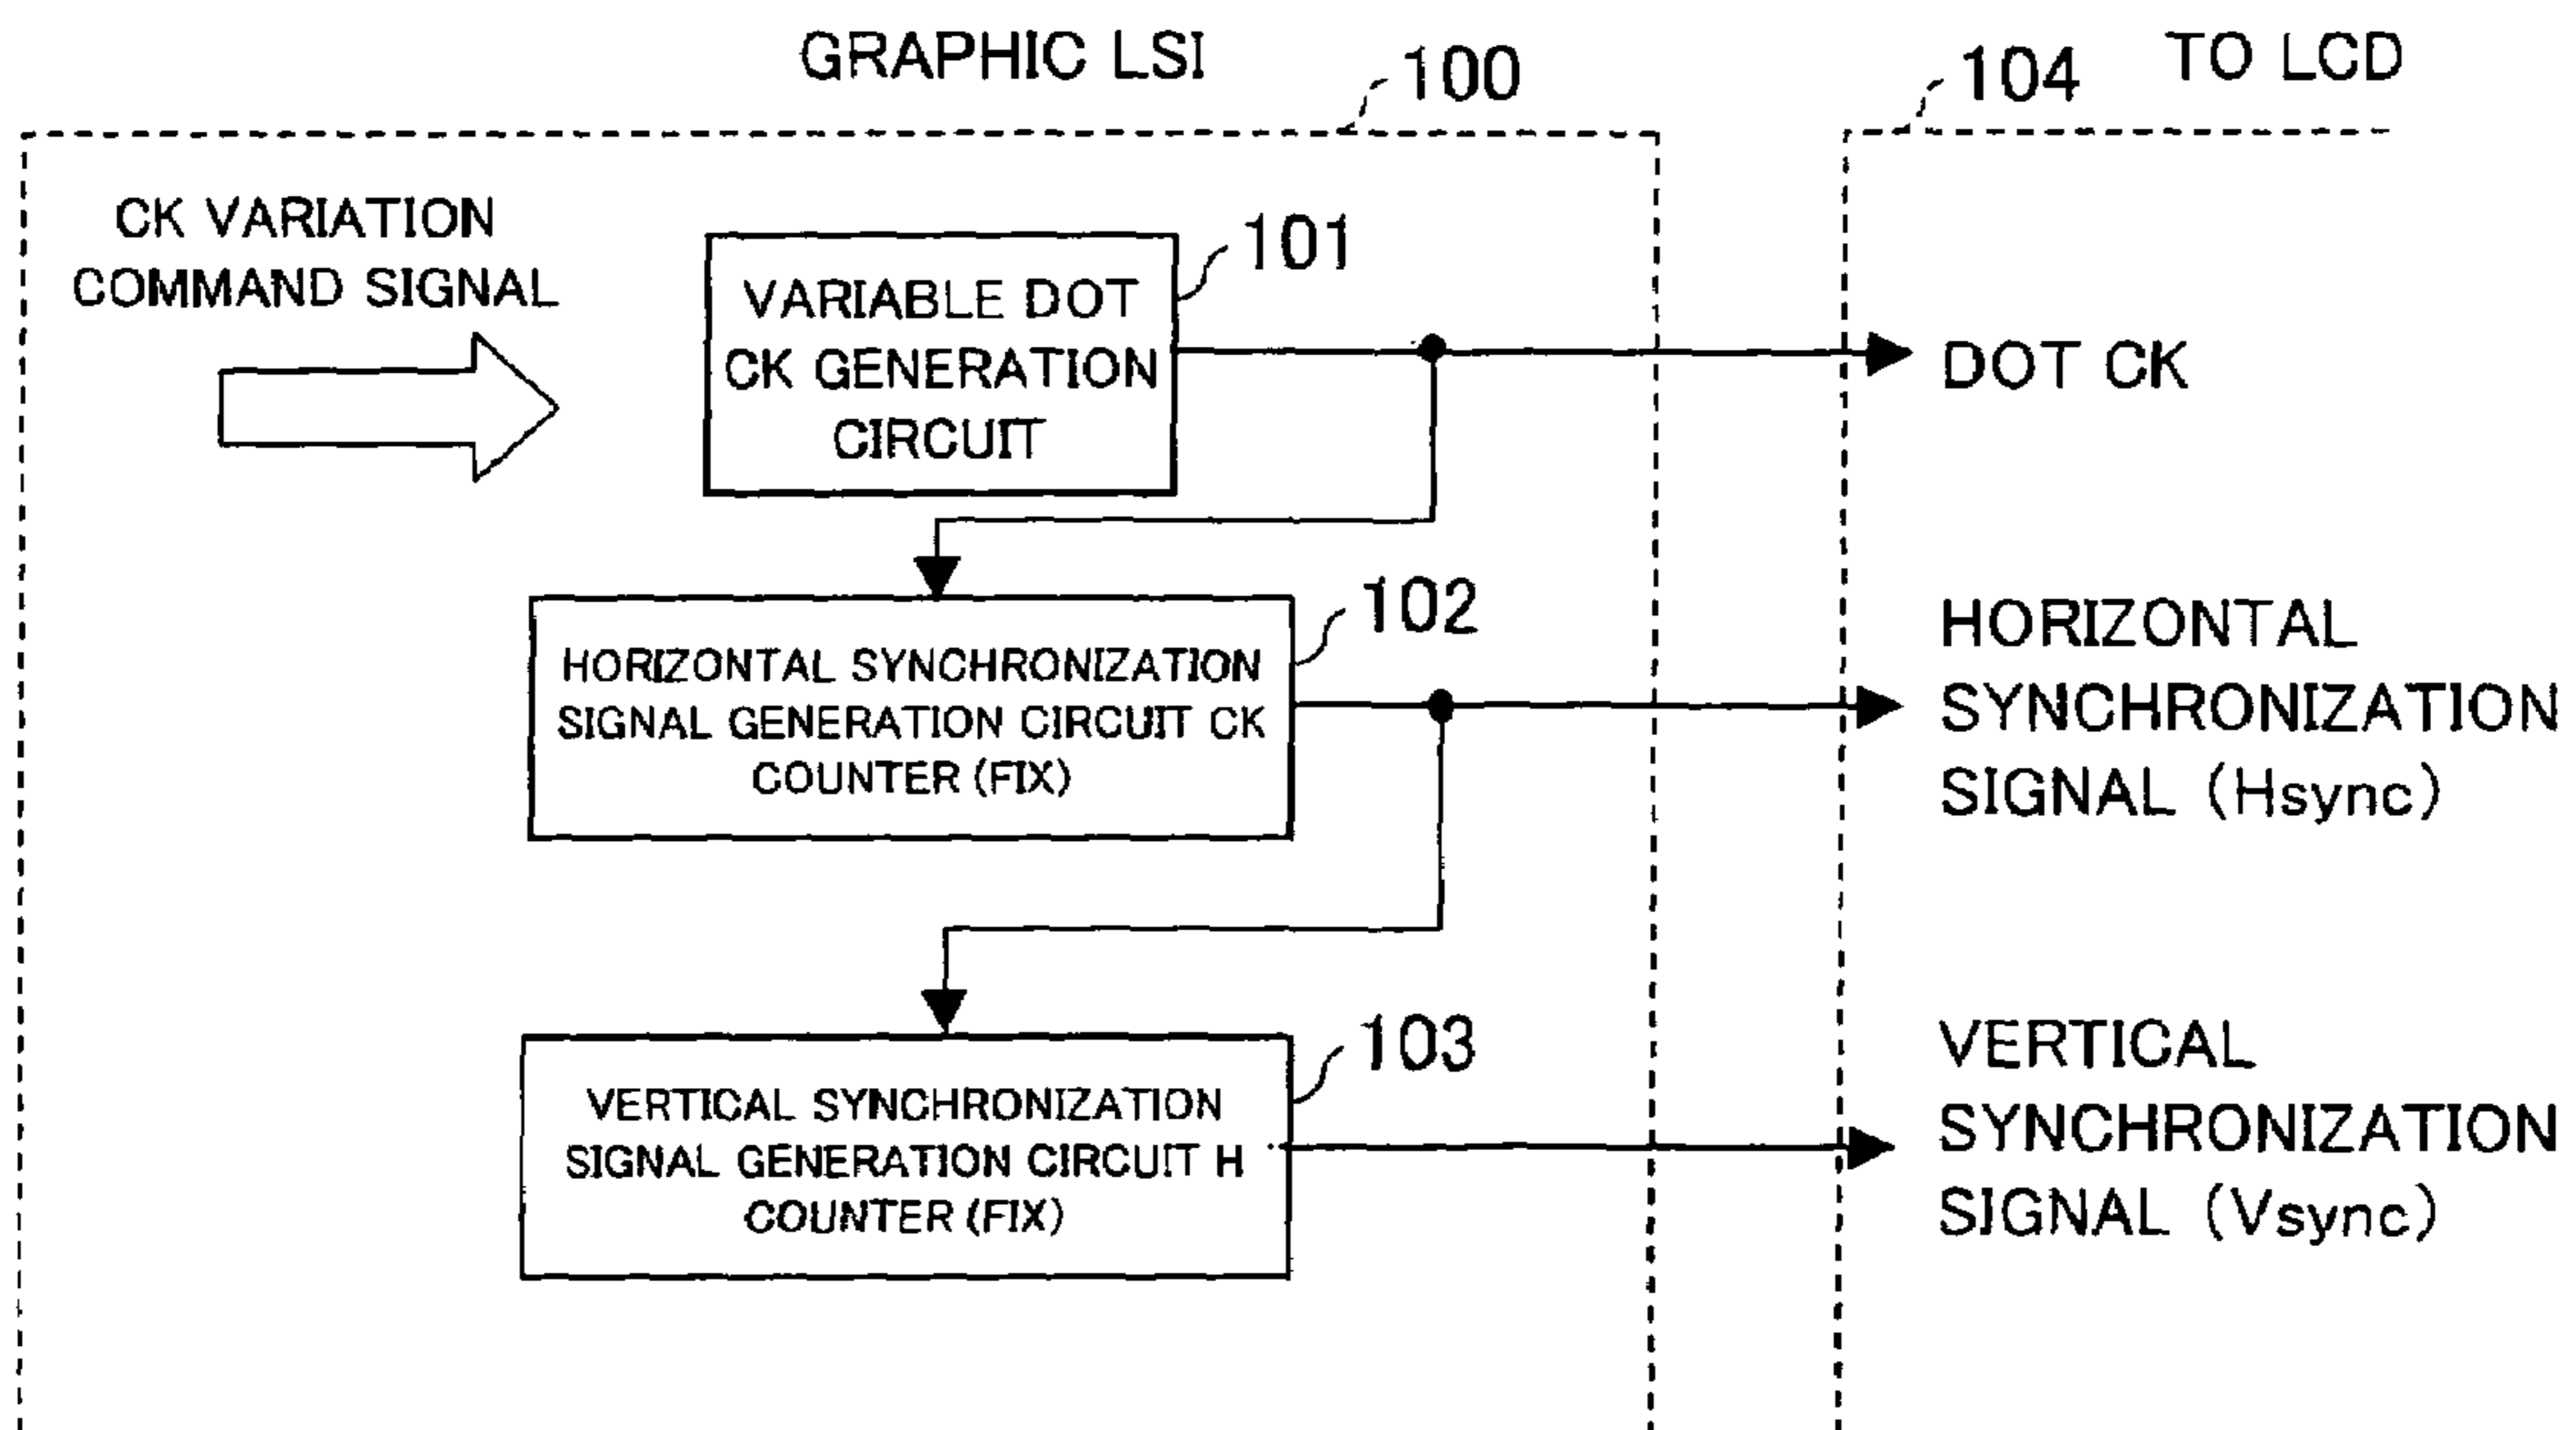 GRAPHIC LSI
100
104
TO LCD
CK VARIATION
COMMAND SIGNAL
101
VARIABLE DOT
CK GENERATION
CIRCUIT
DOT CK
102
HORIZONTAL SYNCHRONIZATION
SIGNAL GENERATION CIRCUIT CK
COUNTER (FIX)
HORIZONTAL
SYNCHRONIZATION
SIGNAL (Hsync)
103
VERTICAL SYNCHRONIZATION
SIGNAL GENERATION CIRCUIT H
COUNTER (FIX)
VERTICAL
SYNCHRONIZATION
SIGNAL (Vsync)